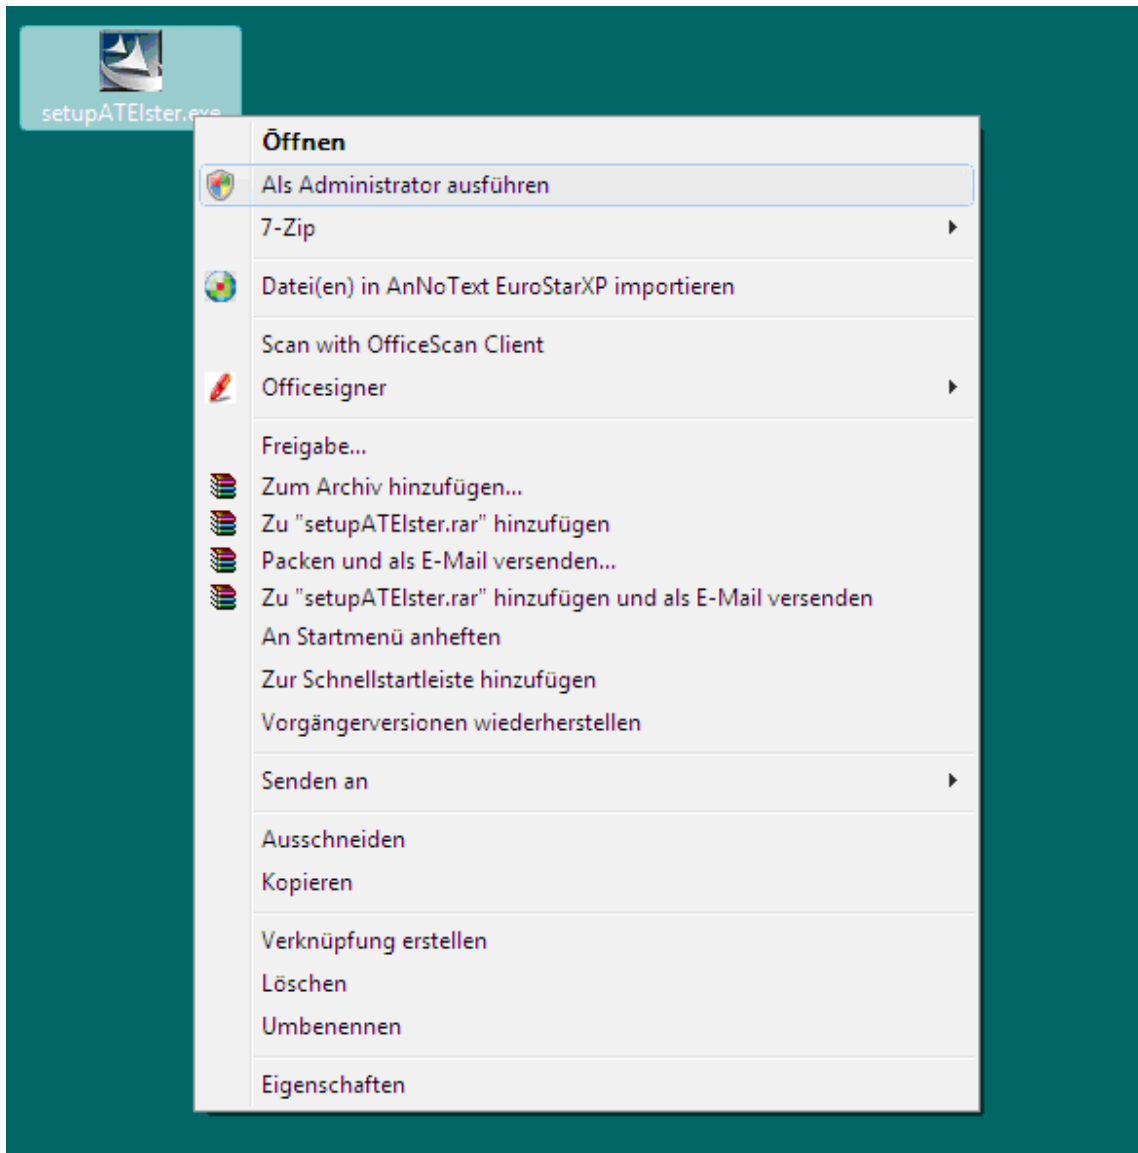 setupATElster.exe
Öffnen
Als Administrator ausführen
7-Zip
Datei(en) in AnNoText EuroStarXP importieren
Scan with OfficeScan Client
Officesigner
Freigabe...
Zum Archiv hinzufügen...
Zu "setupATElster.rar" hinzufügen
Packen und als E-Mail versenden...
Zu "setupATElster.rar" hinzufügen und als E-Mail versenden
An Startmenü anheften
Zur Schnellstartleiste hinzufügen
Vorgängerversionen wiederherstellen
Senden an
Ausschneiden
Kopieren
Verknüpfung erstellen
Löschen
Umbenennen
Eigenschaften